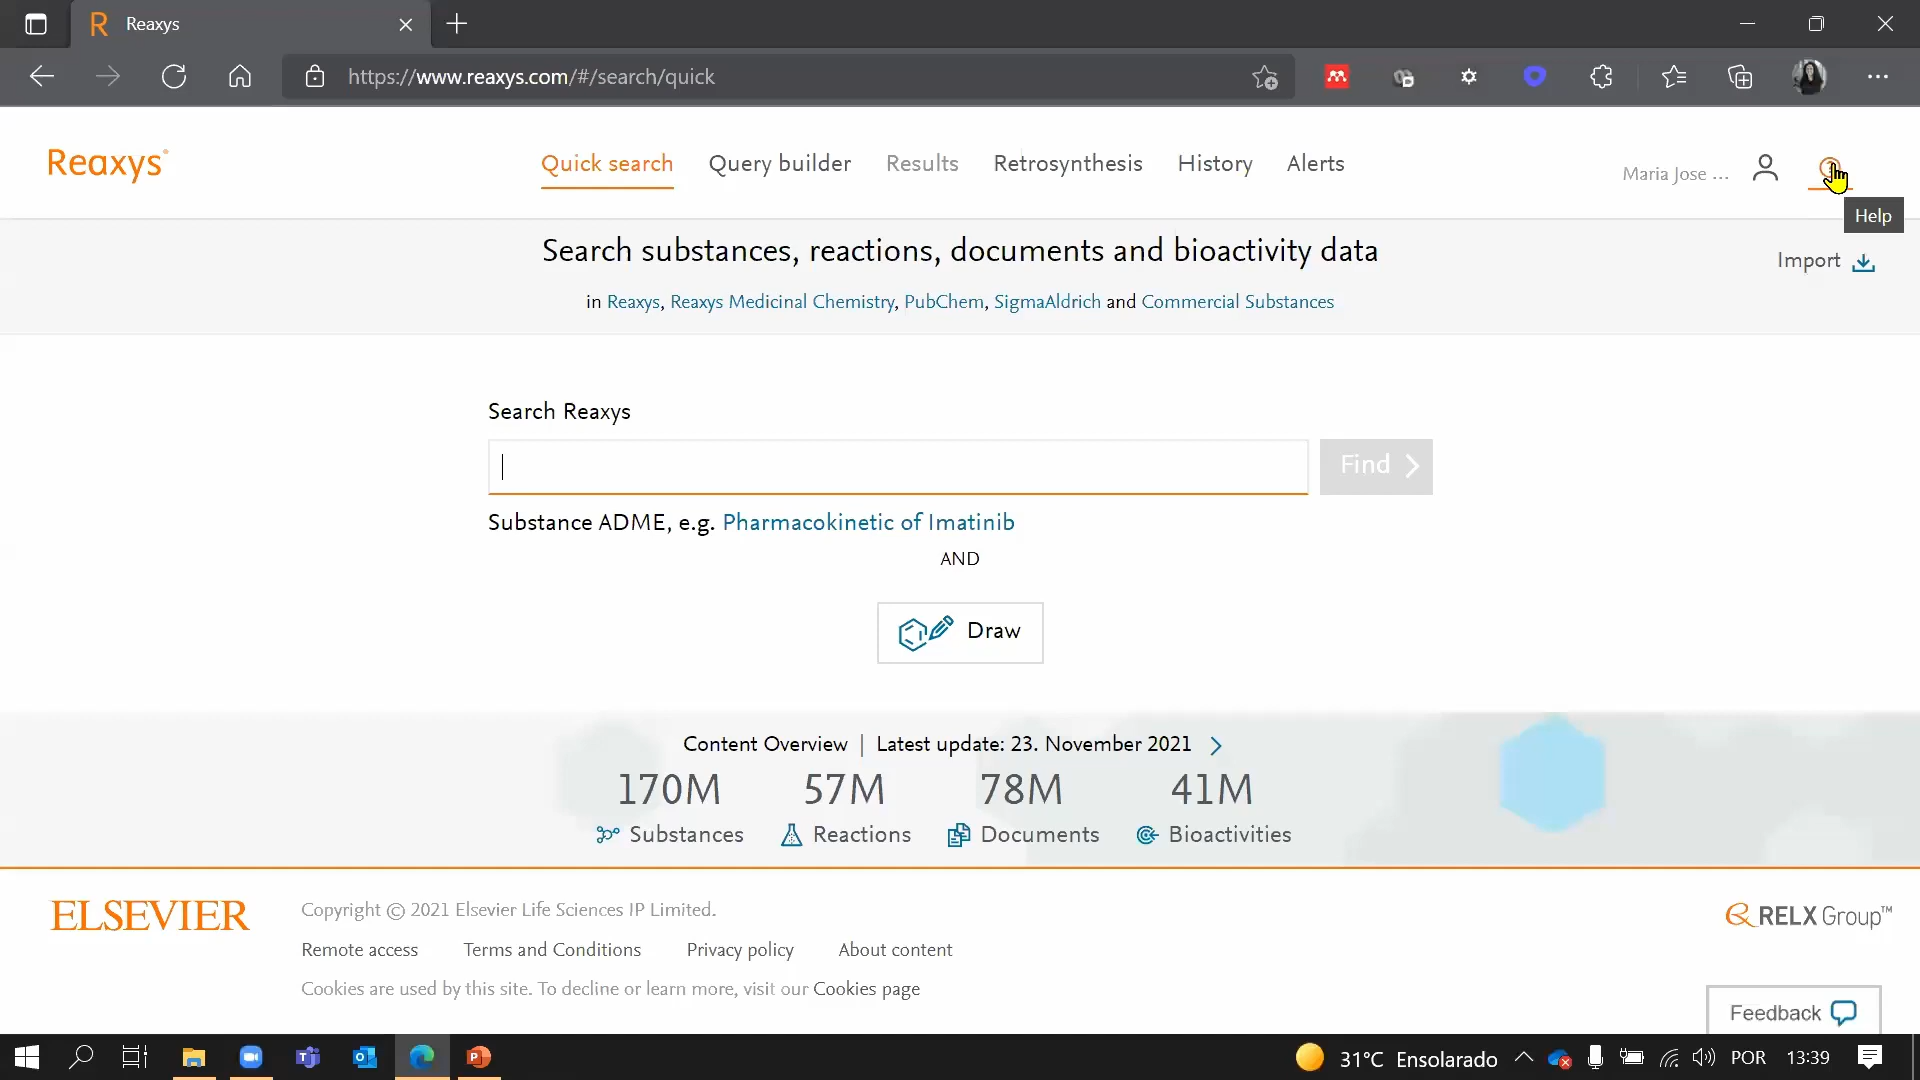 Reaxys
https://www.reaxys.com/#/search/quick
Reaxys
Quick search
Query builder
Results
Retrosynthesis
History
Alerts
Maria Jose ...
Help
Search substances, reactions, documents and bioactivity data
Import
in Reaxys, Reaxys Medicinal Chemistry, PubChem, SigmaAldrich and Commercial Substances
Search Reaxys
Find
Substance ADME, e.g. Pharmacokinetic of Imatinib
AND
Draw
Content Overview | Latest update: 23. November 2021
170M 57M 78M 41M
Substances Reactions Documents Bioactivities
ELSEVIER
Copyright © 2021 Elsevier Life Sciences IP Limited.
RELX Group™
Remote access Terms and Conditions Privacy policy About content
Cookies are used by this site. To decline or learn more, visit our Cookies page
Feedback
31°C Ensolarado
POR
13:39